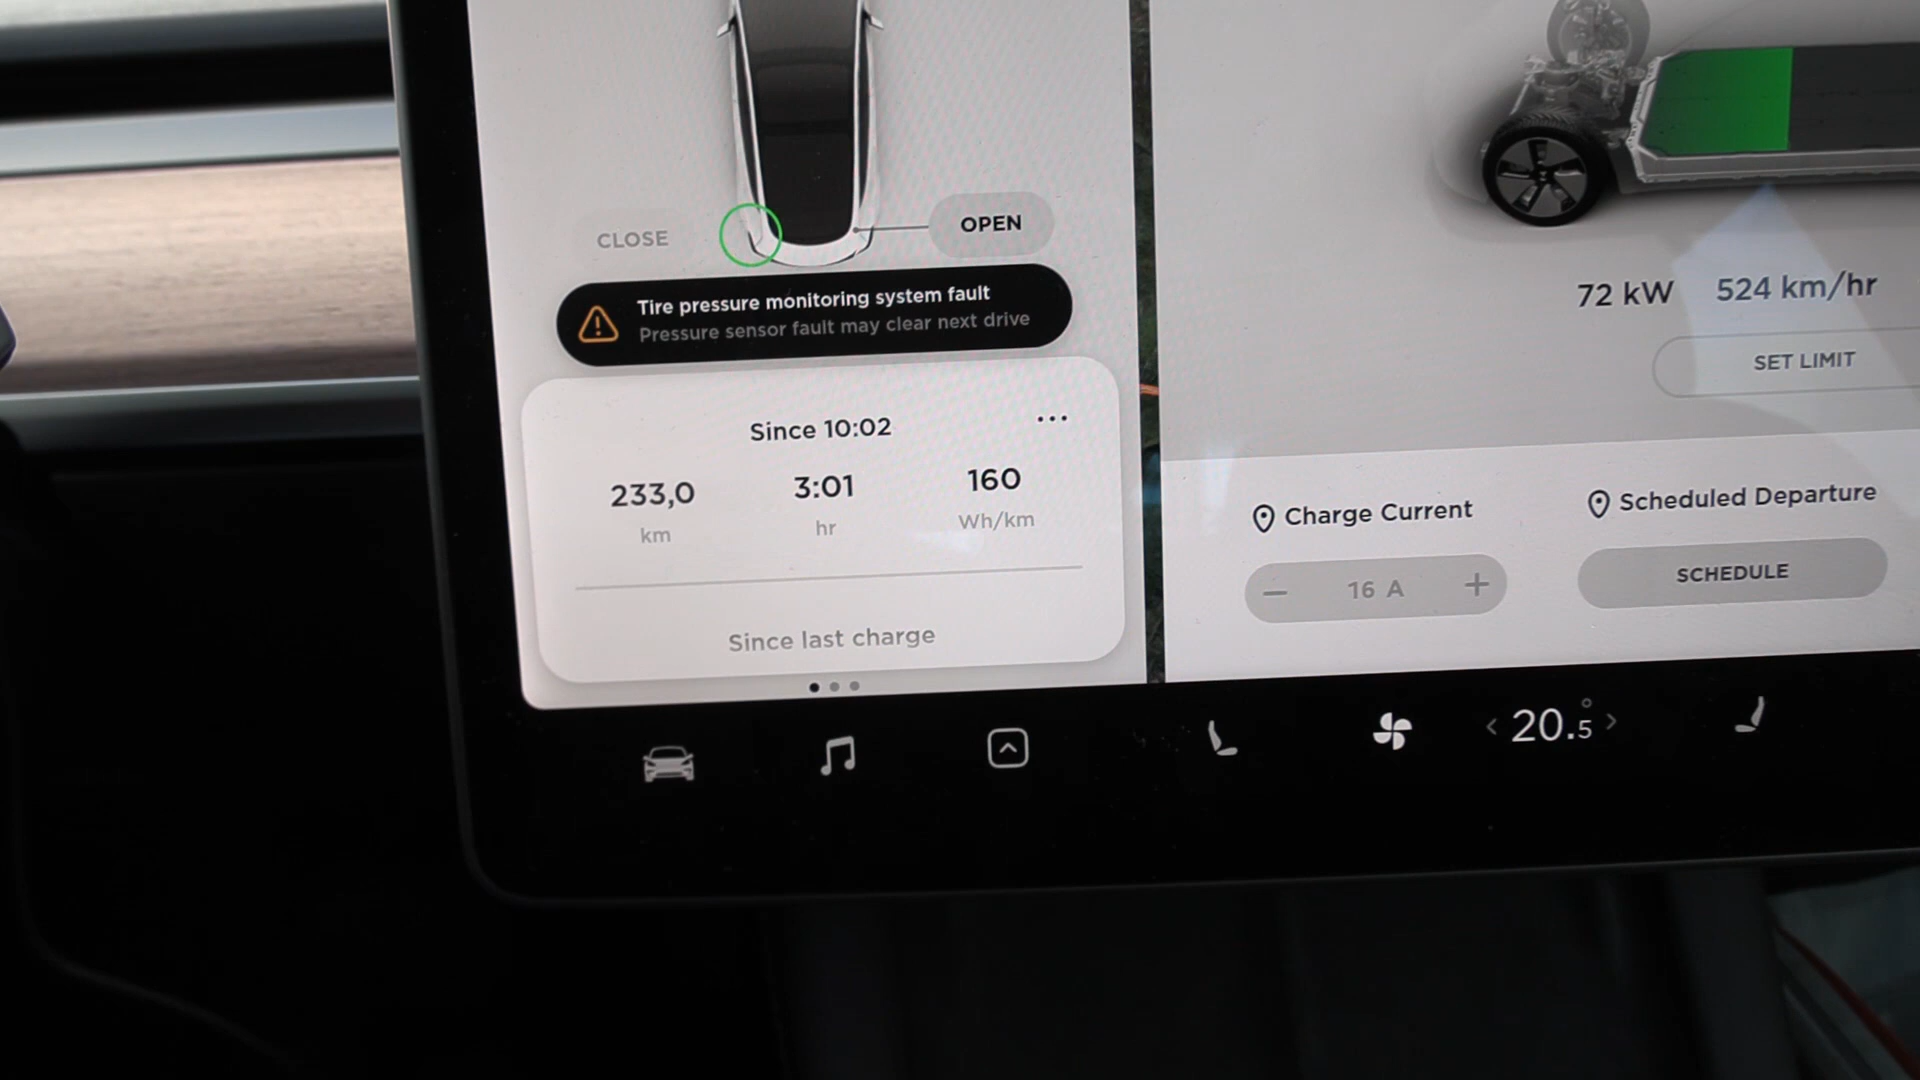 CLOSE
OPEN
Tire pressure monitoring system fault
Pressure sensor fault may clear next drive
Since 10:02
...
233,0
km
3:01
hr
160
Wh/km
Since last charge
72 kW 524 km/hr
SET LIMIT
Charge Current
− 16 A +
Scheduled Departure
SCHEDULE
< 20.5° >